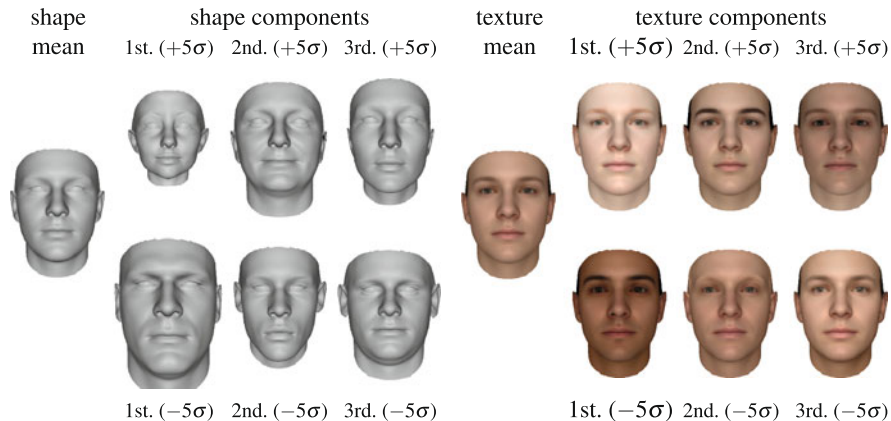 shape shape components texture texture components
mean 1st. (+5σ) 2nd. (+5σ) 3rd. (+5σ) mean 1st. (+5σ) 2nd. (+5σ) 3rd. (+5σ)
1st. (−5σ) 2nd. (−5σ) 3rd. (−5σ) 1st. (−5σ) 2nd. (−5σ) 3rd. (−5σ)